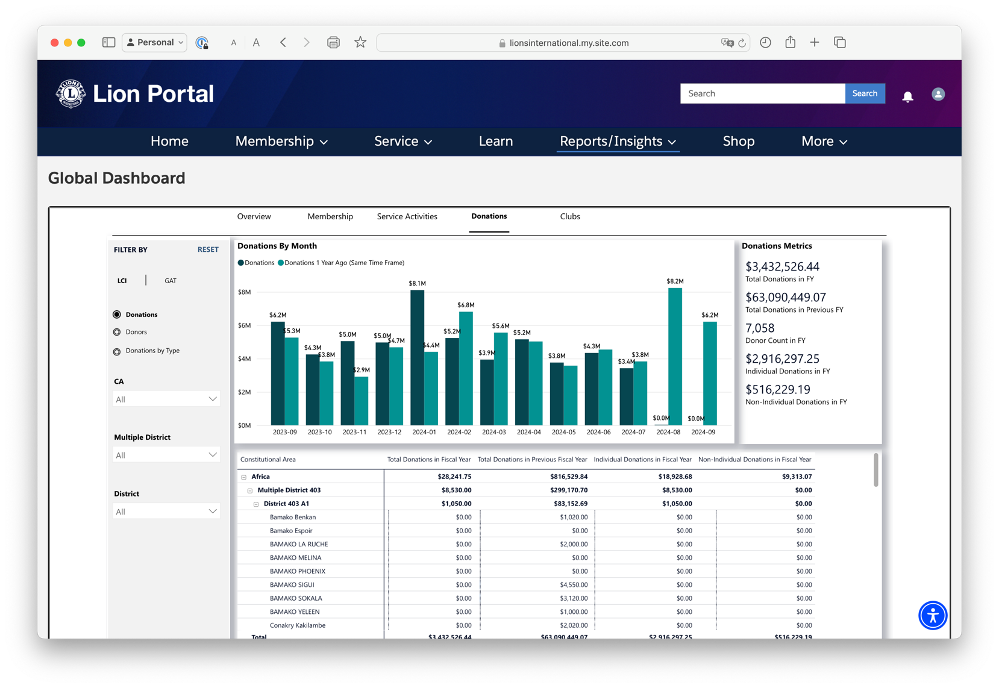 Personal
A A
lionsinternational.my.site.com
LIONS
L
INTERNATIONAL
Lion Portal
Search
Search
Home
Membership
Service
Learn
Reports/Insights
Shop
More
Global Dashboard
Overview
Membership
Service Activities
Donations
Clubs
FILTER BY
RESET
LCI
GAT
Donations
Donors
Donations by Type
CA
All
Multiple District
All
District
All
Donations By Month
Donations Donations 1 Year Ago (Same Time Frame)
$8M
$6M
$4M
$2M
$0M
$6.2M
$5.3M
$4.3M
$3.8M
$5.0M
$2.9M
$5.0M
$4.7M
$8.1M
$4.4M
$5.2M
$6.8M
$3.9M
$5.6M
$5.2M
$3.8M
$4.3M
$3.4M
$3.8M
$0.0M
$8.2M
$0.0M
$6.2M
2023-09 2023-10 2023-11 2023-12 2024-01 2024-02 2024-03 2024-04 2024-05 2024-06 2024-07 2024-08 2024-09
Donations Metrics
$3,432,526.44
Total Donations in FY
$63,090,449.07
Total Donations in Previous FY
7,058
Donor Count in FY
$2,916,297.25
Individual Donations in FY
$516,229.19
Non-Individual Donations in FY
Constitutional Area Total Donations in Fiscal Year Total Donations in Previous Fiscal Year Individual Donations in Fiscal Year Non-Individual Donations in Fiscal Year
Africa $28,241.75 $816,529.84 $18,928.68 $9,313.07
Multiple District 403 $8,530.00 $299,170.70 $8,530.00 $0.00
District 403 A1 $1,050.00 $83,152.69 $1,050.00 $0.00
Bamako Benkan $0.00 $1,020.00 $0.00 $0.00
Bamako Espoir $0.00 $0.00 $0.00 $0.00
BAMAKO LA RUCHE $0.00 $2,000.00 $0.00 $0.00
BAMAKO MELINA $0.00 $0.00 $0.00 $0.00
BAMAKO PHOENIX $0.00 $0.00 $0.00 $0.00
BAMAKO SIGUI $0.00 $4,550.00 $0.00 $0.00
BAMAKO SOKALA $0.00 $3,120.00 $0.00 $0.00
BAMAKO YELEEN $0.00 $1,000.00 $0.00 $0.00
Conakry Kakilambe $0.00 $2,020.00 $0.00 $0.00
Total $3,432,526.44 $63,090,449.07 $2,916,297.25 $516,229.19